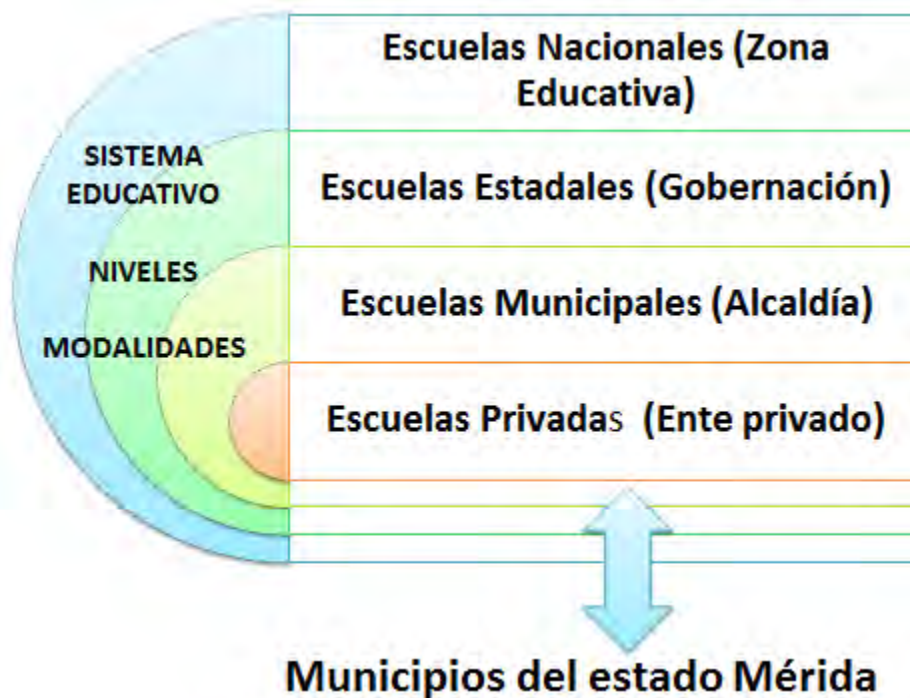 Escuelas Nacionales (Zona
Educativa)
SISTEMA
EDUCATIVO
Escuelas Estadales (Gobernación)
NIVELES
Escuelas Municipales (Alcaldía)
MODALIDADES
Escuelas Privadas (Ente privado)
Municipios del estado Mérida